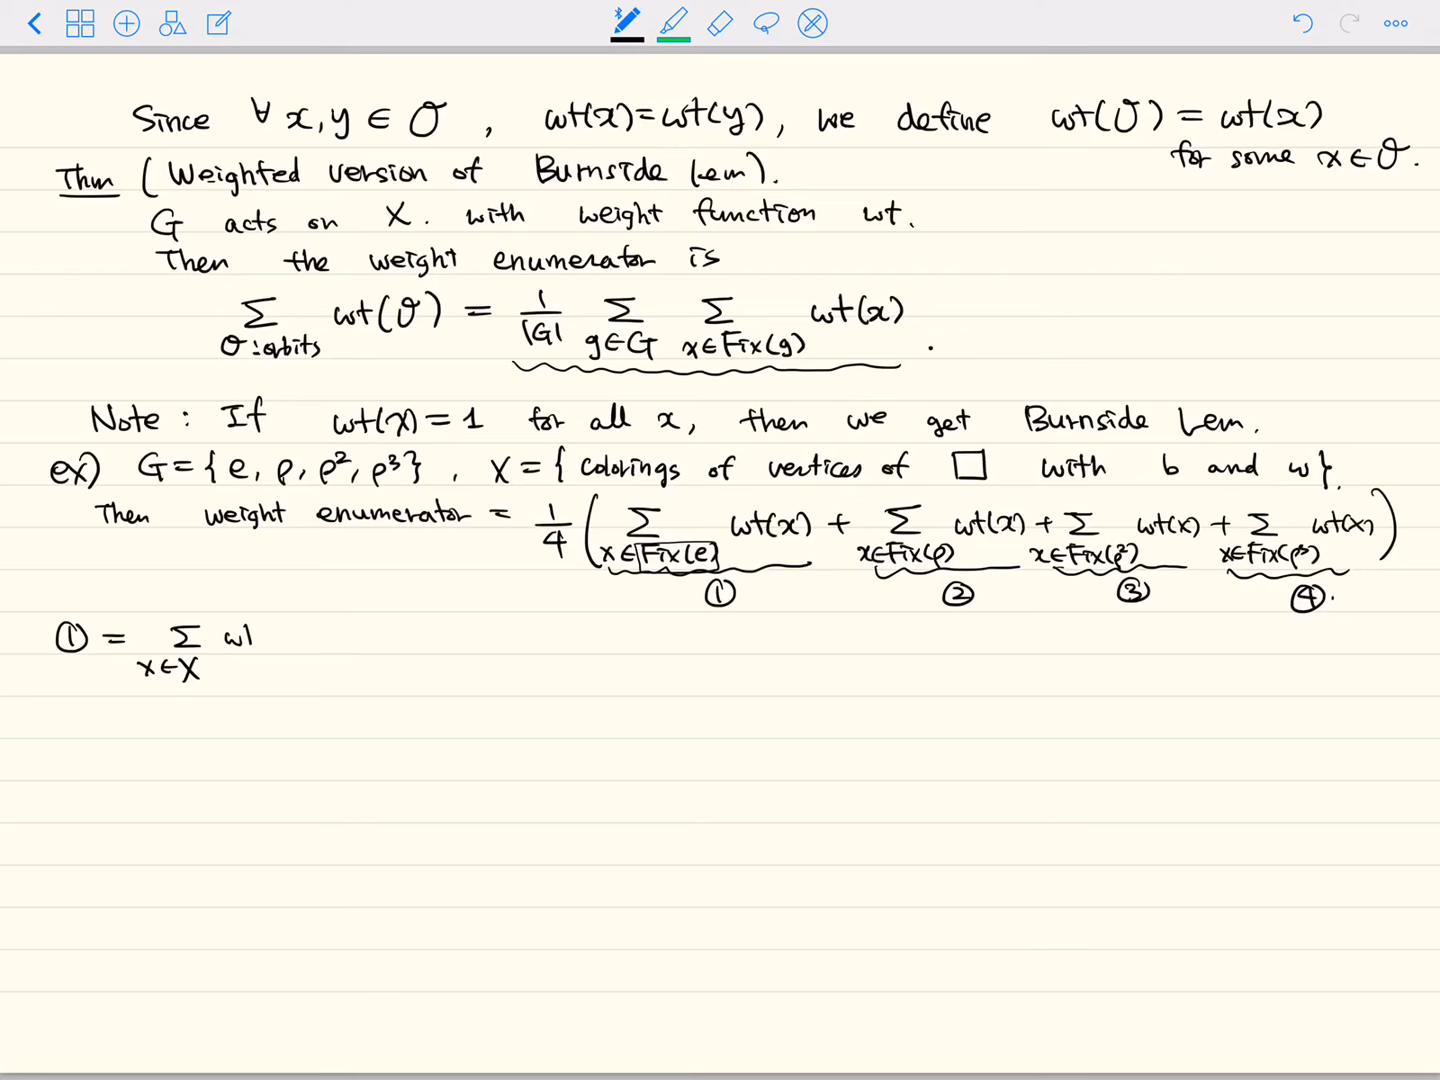 Since ∀ x, y ∈ O , wt(x) = wt(y), we define wt(O) = wt(x)
for some x ∈ O.
Thm (Weighted version of Burnside Lem).
G acts on X. with weight function wt.
Then the weight enumerator is
∑ wt(O) = 1/|G| ∑ ∑ wt(x) .
O : orbits g∈G x∈Fix(g)
Note : If wt(x) = 1 for all x, then we get Burnside Lem.
ex) G = {e, ρ, ρ², ρ³} , X = { colorings of vertices of □ with b and w }.
Then weight enumerator = 1/4 ( ∑ wt(x) + ∑ wt(x) + ∑ wt(x) + ∑ wt(x) )
x∈Fix(e) x∈Fix(ρ) x∈Fix(ρ²) x∈Fix(ρ³)
① ② ③ ④.
① = ∑ wl
x∈X